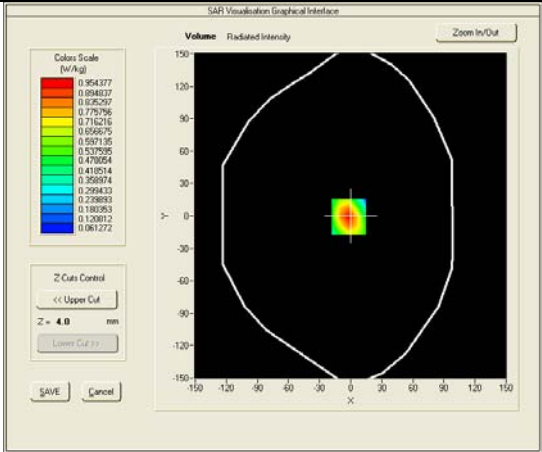 SAR Visualisation Graphical Interface
Volume Radiated Intensity
Zoom In/Out
Colors Scale
(W/kg)
0.954377
0.894837
0.835297
0.775756
0.716216
0.656675
0.597135
0.537595
0.478054
0.418514
0.358974
0.299433
0.239893
0.180353
0.120812
0.061272
Z-Cuts Control
<< Upper Cut
Z = 4.0 mm
Lower Cut >>
SAVE
Cancel
150
120
90
60
30
0
-30
-60
-90
-120
-150
Y
-150 -120 -90 -60 -30 0 30 60 90 120 150
X